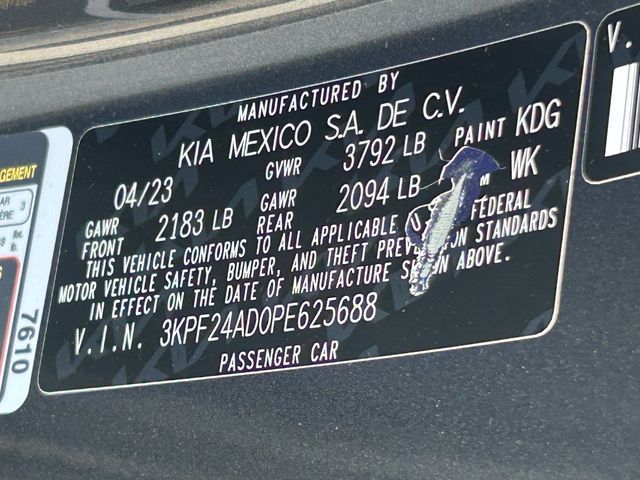 MANUFACTURED BY
KIA MEXICO S.A. DE C.V.
04/23 GVWR 3792 LB PAINT KDG
GAWR FRONT 2183 LB GAWR REAR 2094 LB M WK
THIS VEHICLE CONFORMS TO ALL APPLICABLE FEDERAL
MOTOR VEHICLE SAFETY, BUMPER, AND THEFT PREV ON STANDARDS
IN EFFECT ON THE DATE OF MANUFACTURE S N ABOVE.
V.I.N. 3KPF24AD0PE625688
PASSENGER CAR
7610
V.